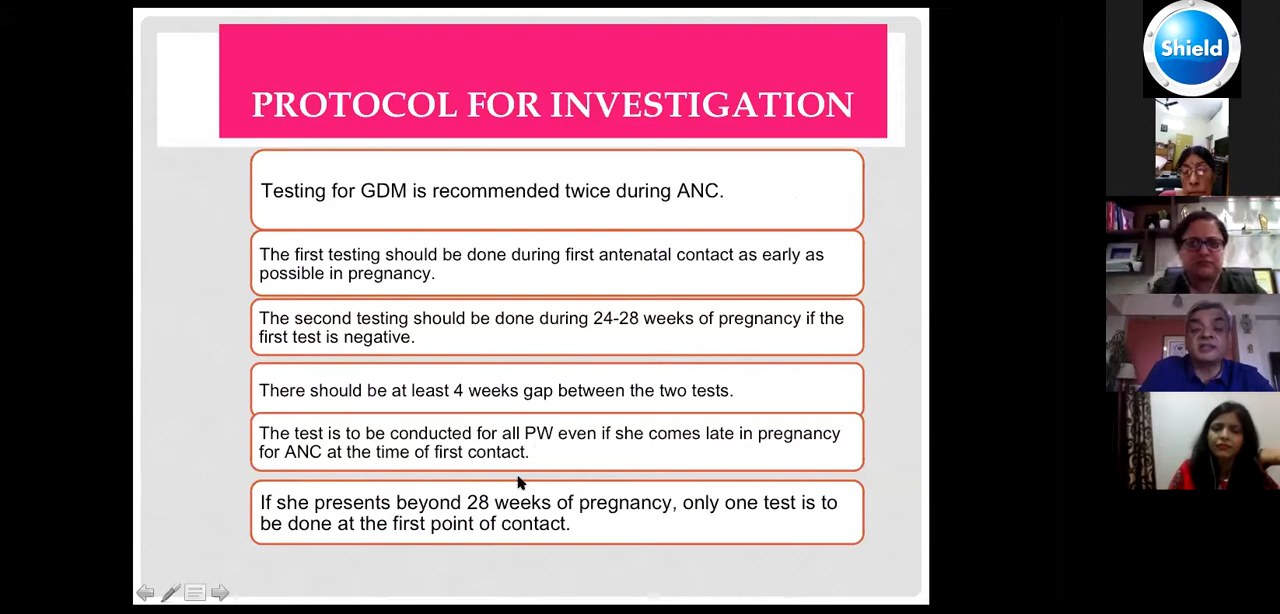 PROTOCOL FOR INVESTIGATION
Testing for GDM is recommended twice during ANC.
The first testing should be done during first antenatal contact as early as
possible in pregnancy.
The second testing should be done during 24-28 weeks of pregnancy if the
first test is negative.
There should be at least 4 weeks gap between the two tests.
The test is to be conducted for all PW even if she comes late in pregnancy
for ANC at the time of first contact.
If she presents beyond 28 weeks of pregnancy, only one test is to
be done at the first point of contact.
Shield